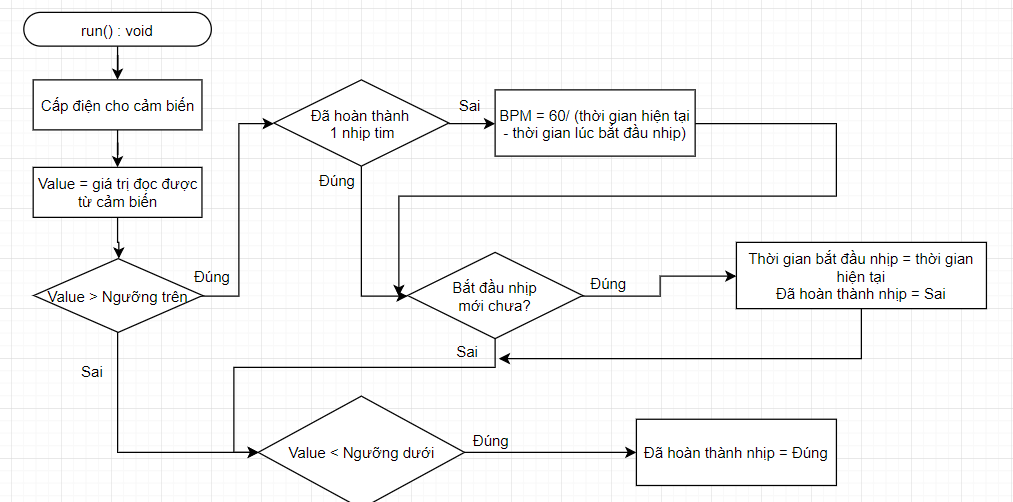 run() : void
Cấp điện cho cảm biến
Value = giá trị đọc được
từ cảm biến
Value > Ngưỡng trên
Đúng
Sai
Đã hoàn thành
1 nhịp tim
Sai
Đúng
BPM = 60/ (thời gian hiện tại
- thời gian lúc bắt đầu nhịp)
Bắt đầu nhịp
mới chưa?
Đúng
Sai
Thời gian bắt đầu nhịp = thời gian
hiện tại
Đã hoàn thành nhịp = Sai
Value < Ngưỡng dưới
Đúng
Đã hoàn thành nhịp = Đúng